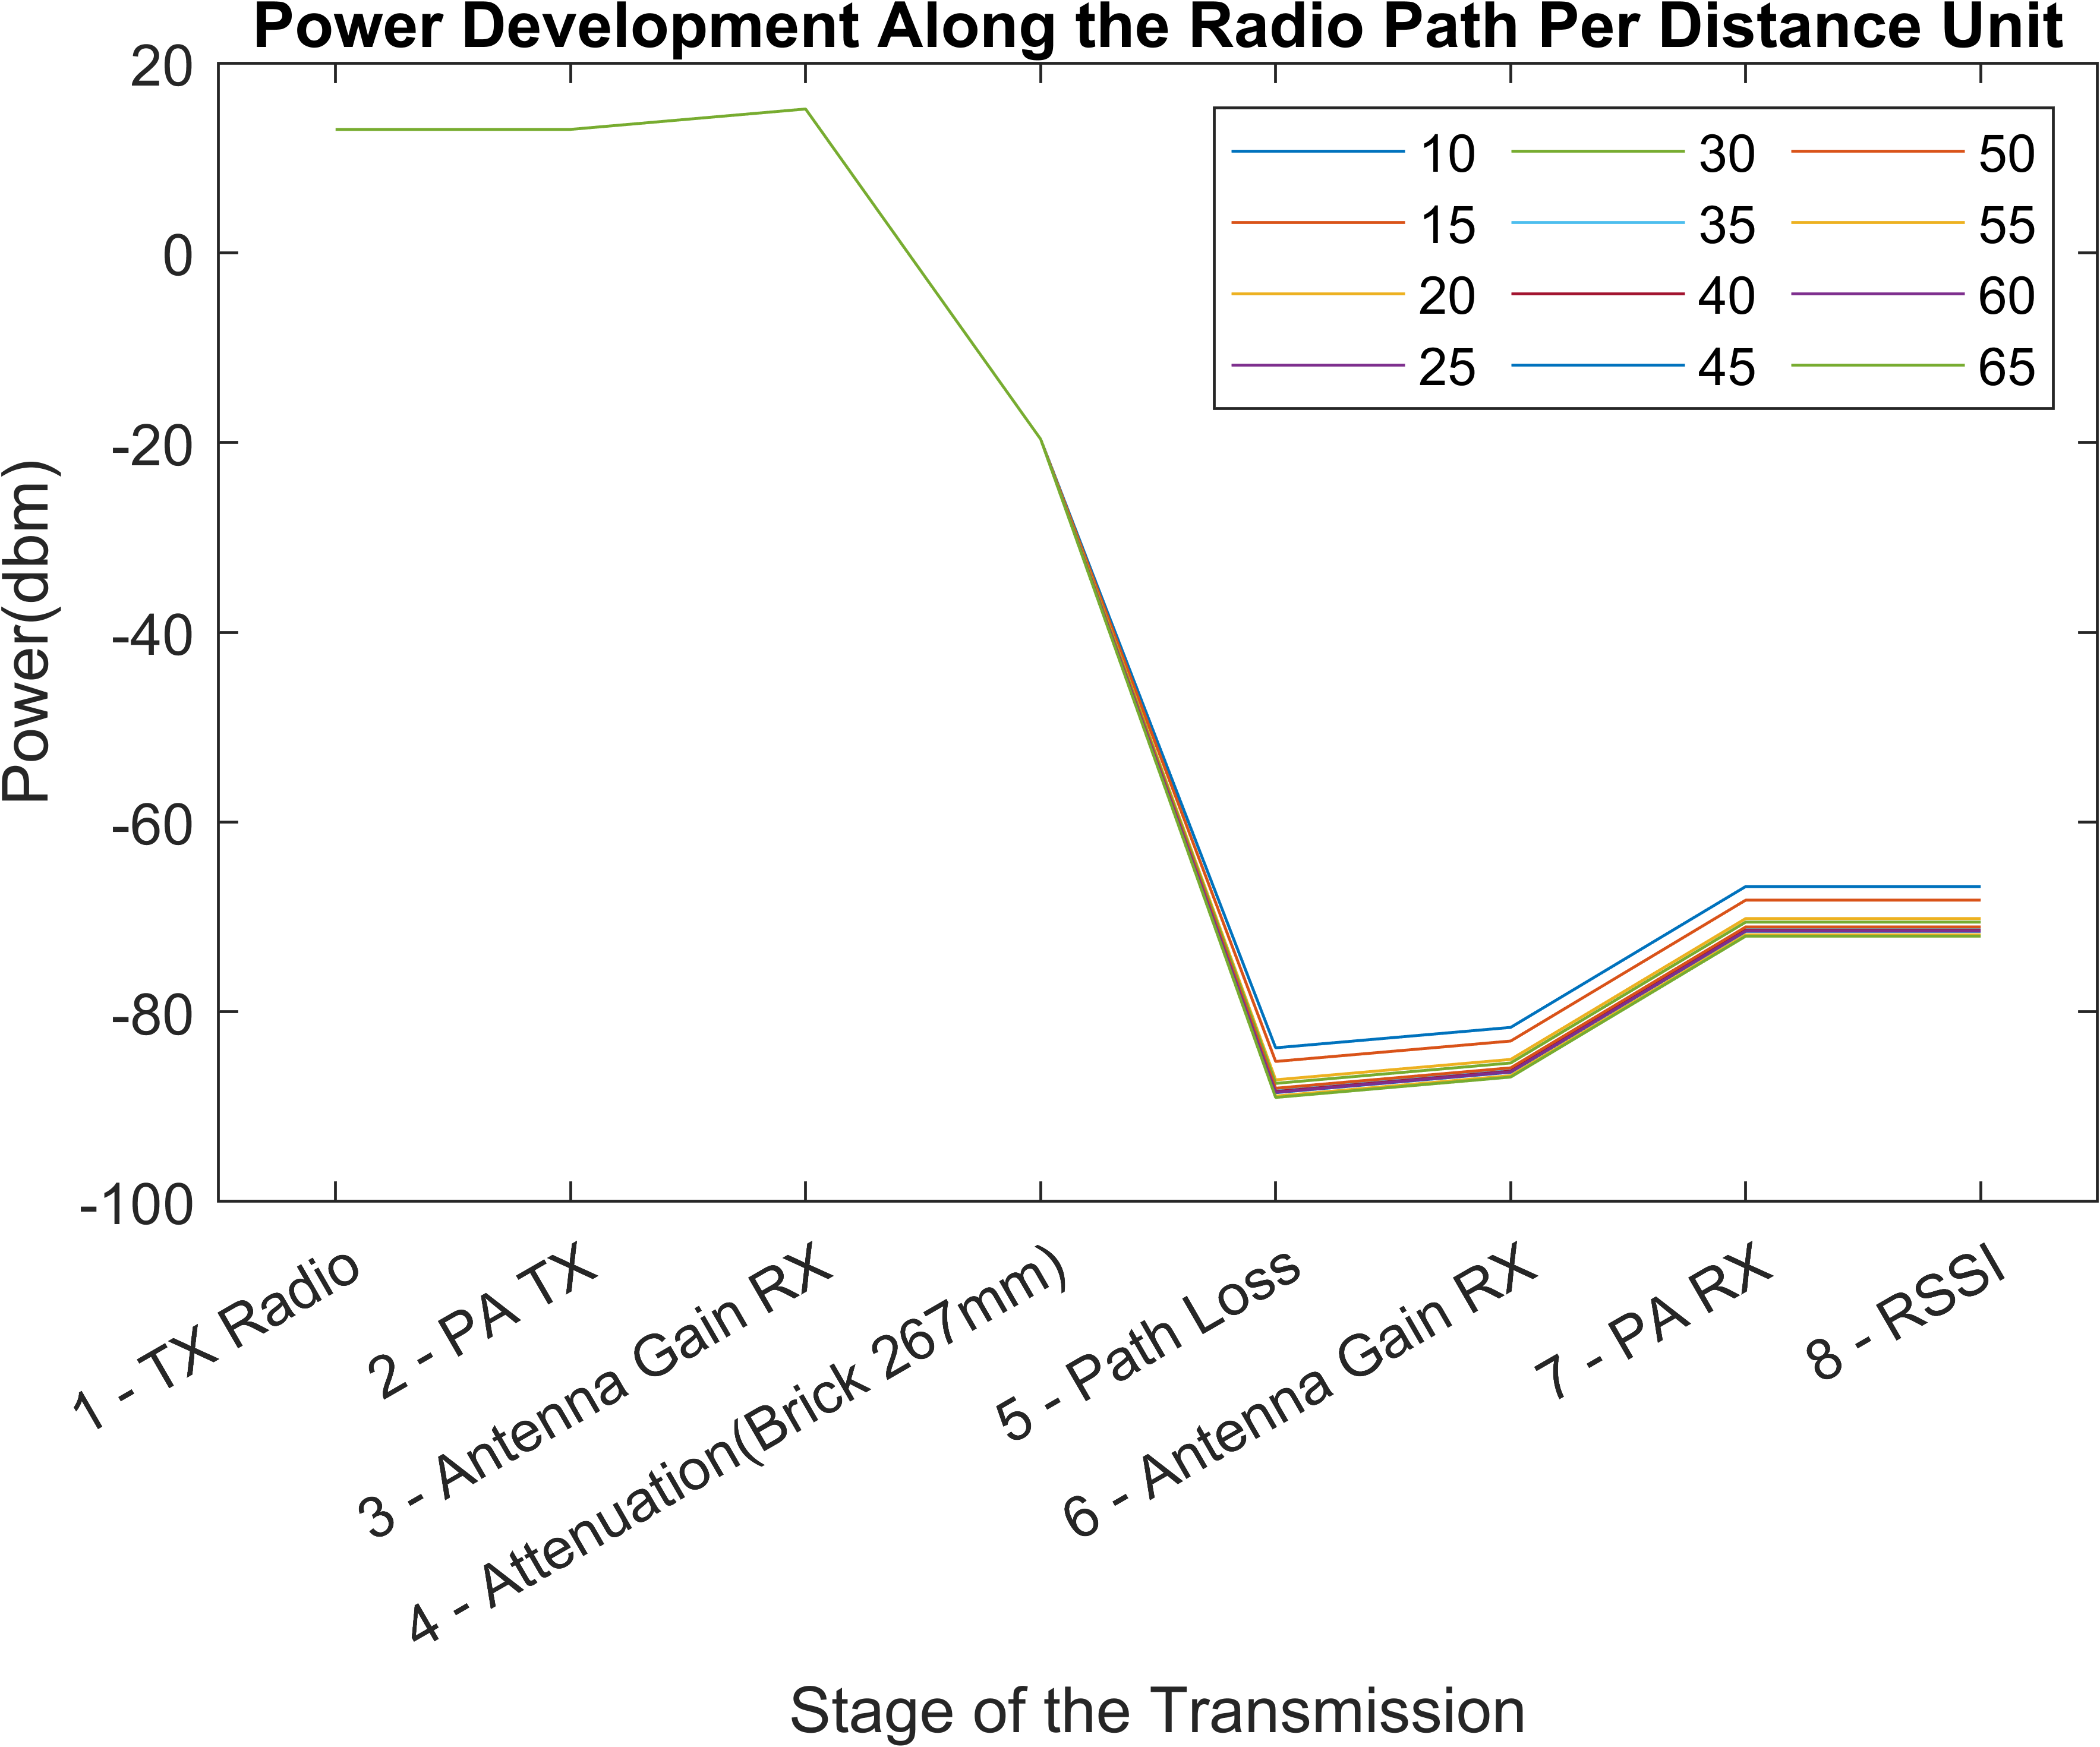 Power Development Along the Radio Path Per Distance Unit
20
0
-20
-40
-60
-80
-100
Power(dbm)
10 30 50
15 35 55
20 40 60
25 45 65
1 - TX Radio
2 - PA TX
3 - Antenna Gain RX
4 - Attenuation(Brick 267mm)
5 - Path Loss
6 - Antenna Gain RX
7 - PA RX
8 - RSSI
Stage of the Transmission